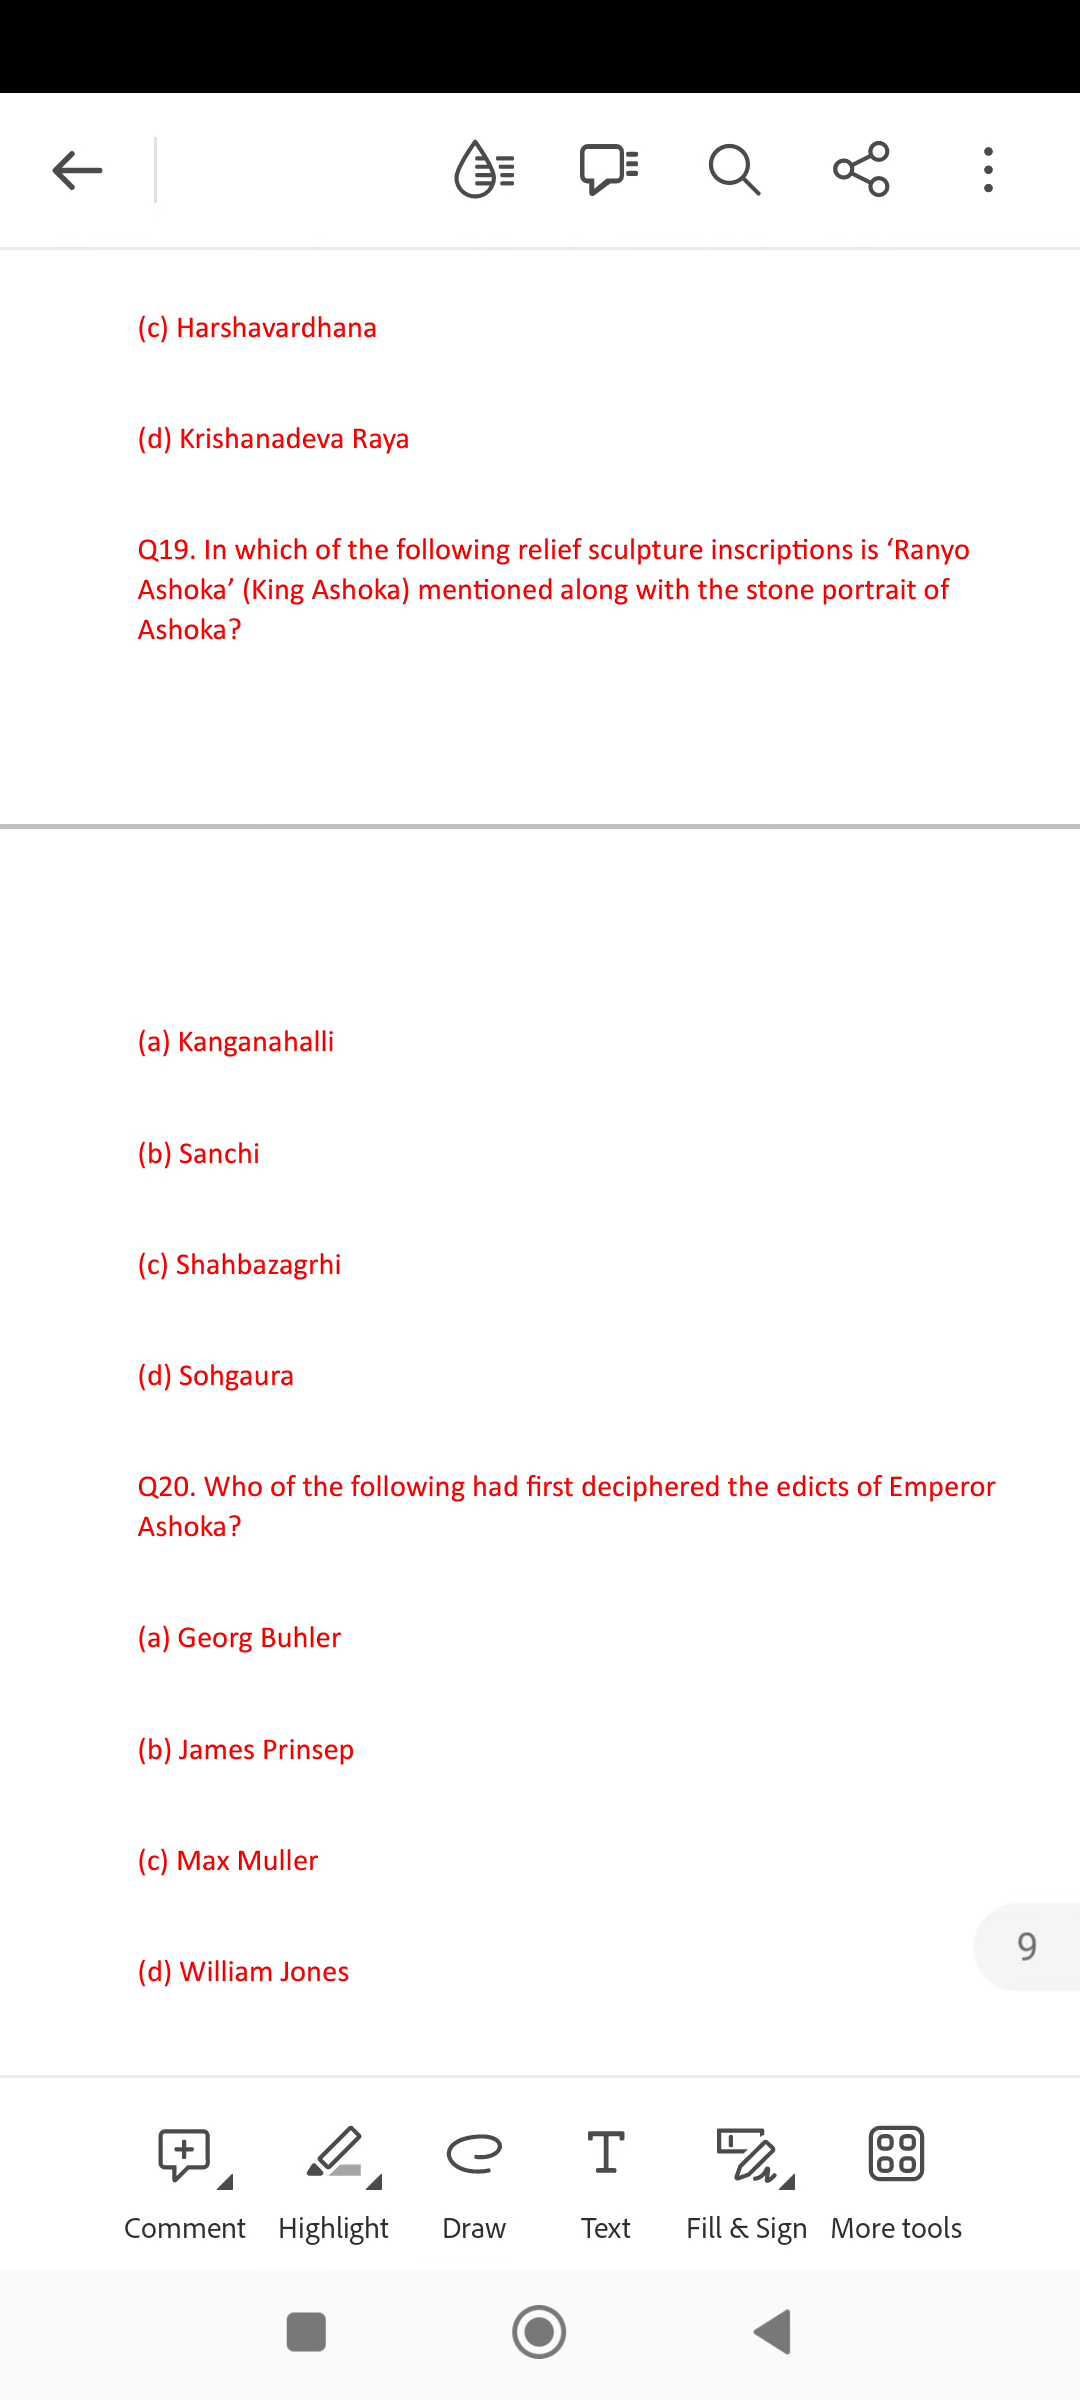 (c) Harshavardhana
(d) Krishanadeva Raya
Q19. In which of the following relief sculpture inscriptions is ‘Ranyo
Ashoka’ (King Ashoka) mentioned along with the stone portrait of
Ashoka?
(a) Kanganahalli
(b) Sanchi
(c) Shahbazagrhi
(d) Sohgaura
Q20. Who of the following had first deciphered the edicts of Emperor
Ashoka?
(a) Georg Buhler
(b) James Prinsep
(c) Max Muller
9
(d) William Jones
Comment Highlight Draw Text Fill & Sign More tools